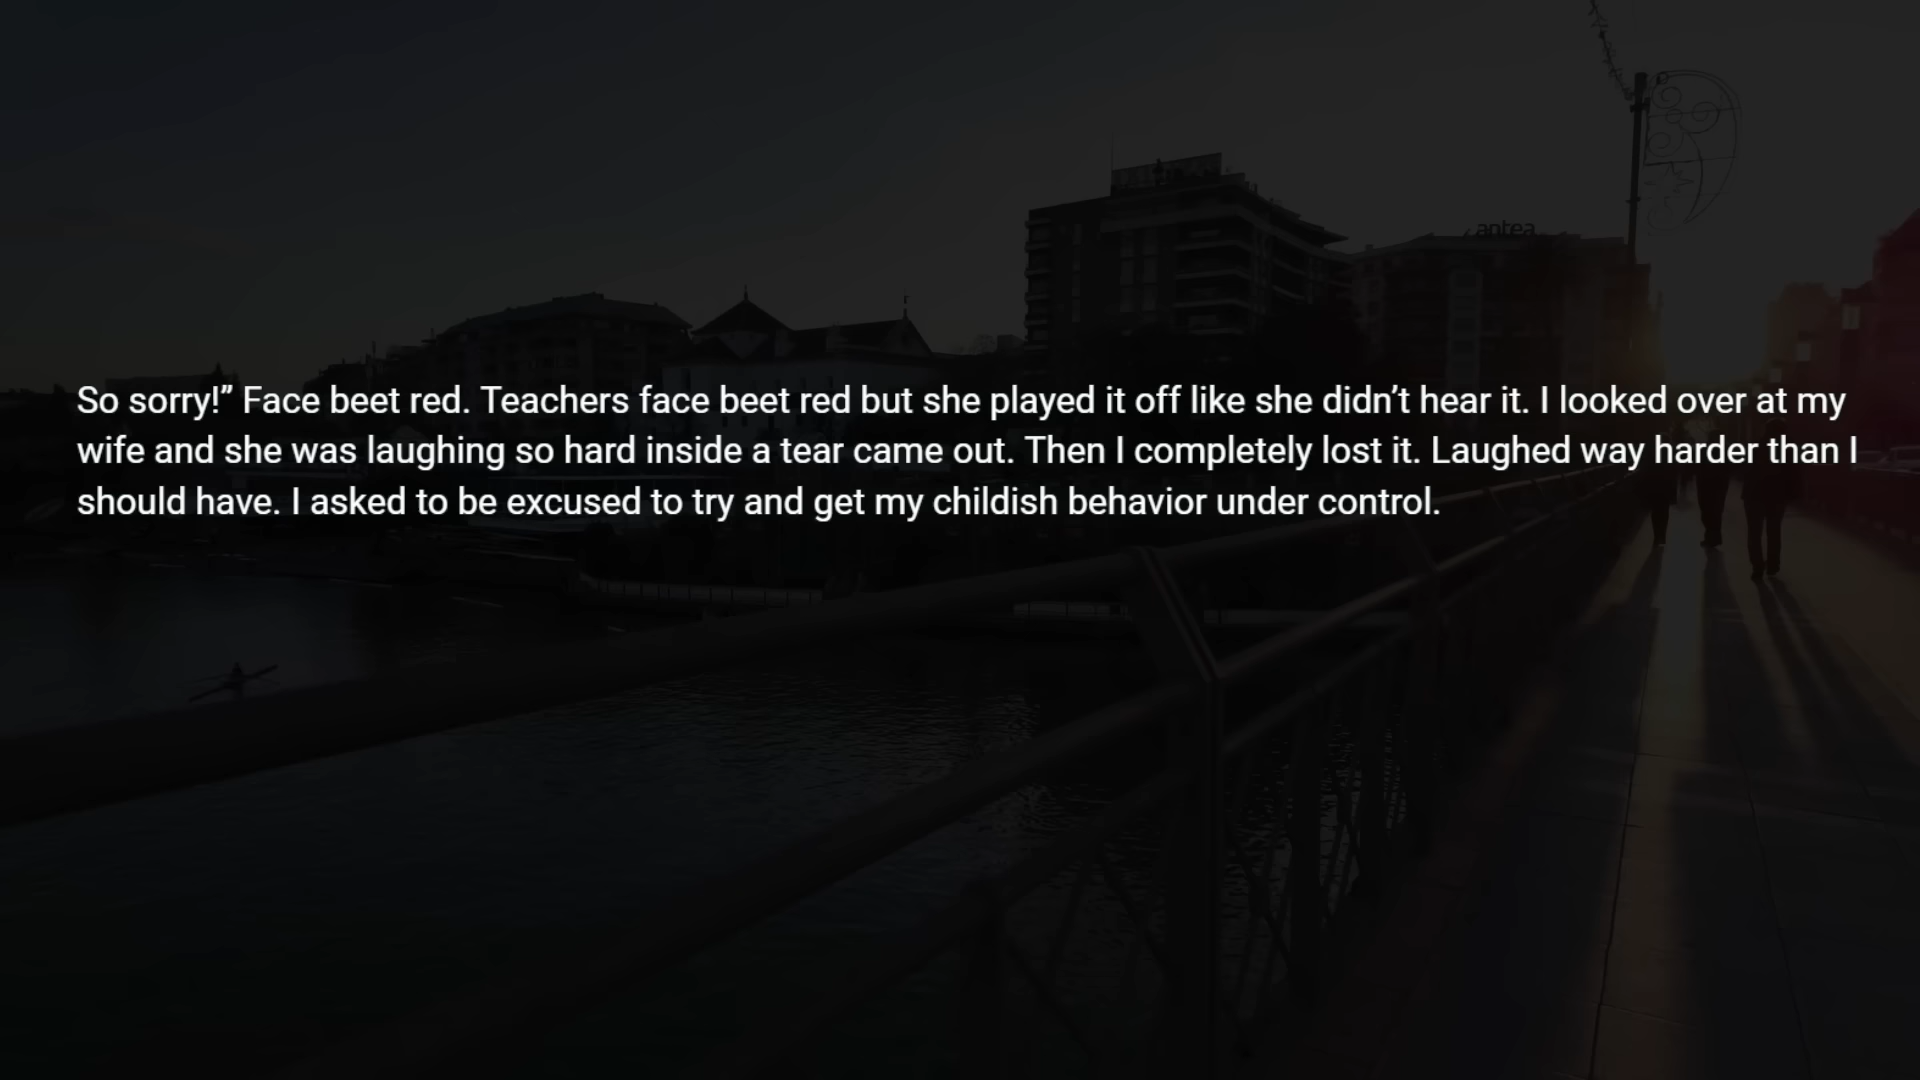 antea
So sorry!” Face beet red. Teachers face beet red but she played it off like she didn’t hear it. I looked over at my
wife and she was laughing so hard inside a tear came out. Then I completely lost it. Laughed way harder than I
should have. I asked to be excused to try and get my childish behavior under control.